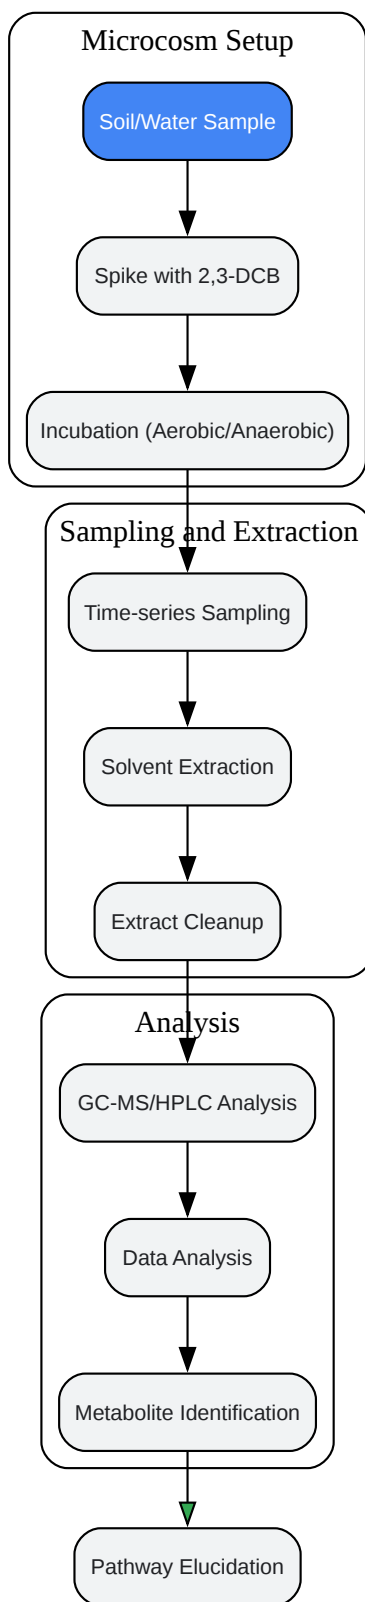 Microcosm Setup
Soil/Water Sample
Spike with 2,3-DCB
Incubation (Aerobic/Anaerobic)
Sampling and Extraction
Time-series Sampling
Solvent Extraction
Extract Cleanup
Analysis
GC-MS/HPLC Analysis
Data Analysis
Metabolite Identification
Pathway Elucidation